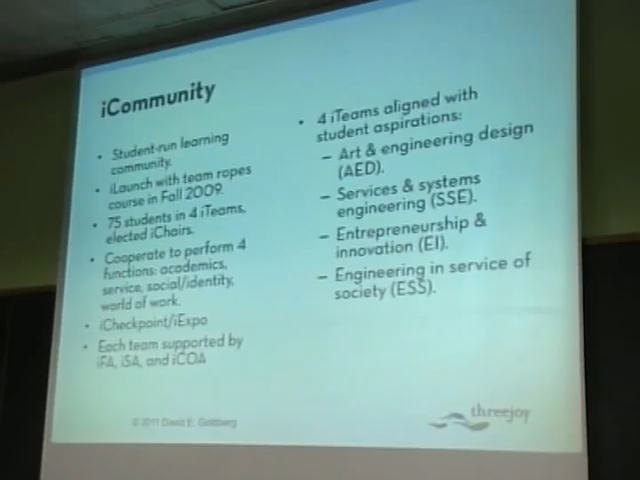 iCommunity
• Student-run learning
community.
• iLaunch with team ropes
course in Fall 2009.
• 75 students in 4 iTeams,
elected iChairs.
• Cooperate to perform 4
functions: academics,
service, social/identity,
world of work.
• iCheckpoint/iExpo
• Each team supported by
iFA, iSA, and iCOA
• 4 iTeams aligned with
student aspirations:
– Art & engineering design
(AED).
– Services & systems
engineering (SSE).
– Entrepreneurship &
innovation (EI).
– Engineering in service of
society (ESS).
© 2011 David E. Goldberg
threejoy